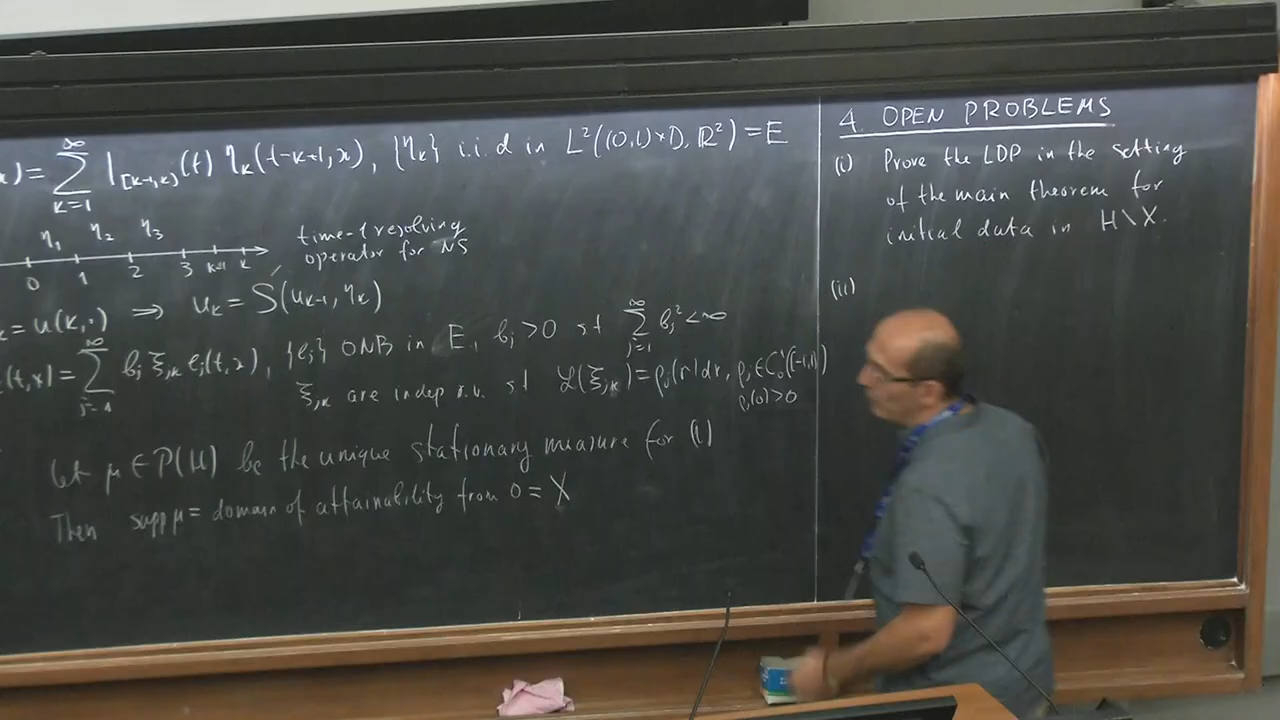 x) = ∑_{k=1}^{∞} 1_{[k-1,k)}(t) η_k(t-k+1,x), {η_k} i.i.d in L²((0,1)×D, ℝ²) = E
η_1 η_2 η_3
0 1 2 3 k-1 k
time-1 resolving
operator for NS
= u(k,·) ⇒ u_k = S(u_{k-1}, η_k)
(t,x) = ∑_{j=1}^{∞} b_j ξ_{jk} e_j(t,x), {e_j} ONB in E, b_j > 0 st ∑_{j=1}^{∞} b_j² < ∞
ξ_{jk} are indep r.v. st ℒ(ξ_{jk}) = ρ_j(r)dr, ρ_j ∈ C_0^1([-1,1])
ρ_j(0) > 0
Let μ ∈ P(H) be the unique stationary measure for (1)
Then supp μ = domain of attainability from 0 = X
4. OPEN PROBLEMS
(i) Prove the LDP in the setting
of the main theorem for
initial data in H\X.
(ii)